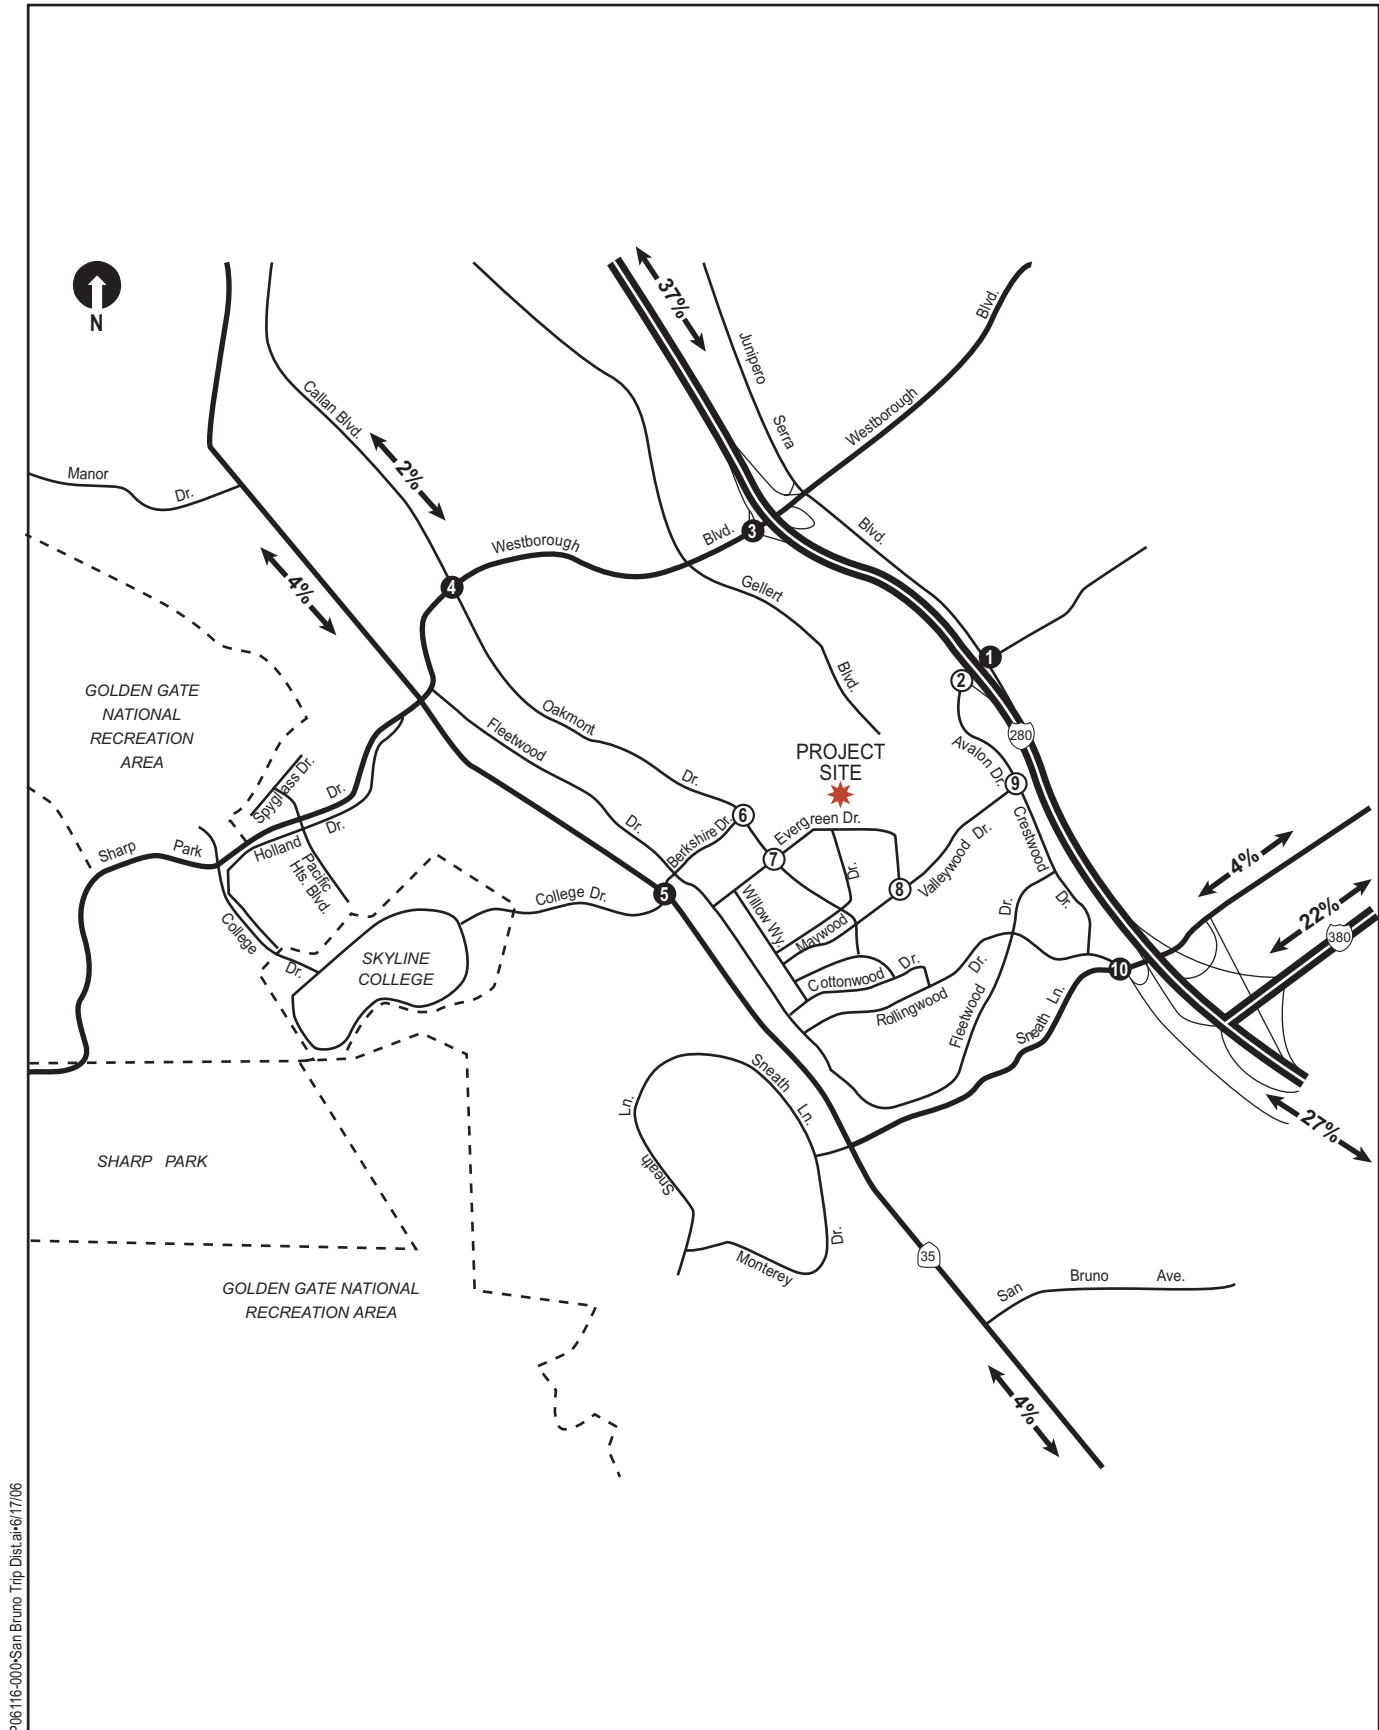 37%
N
Junipero
Serra
Blvd.
Westborough
Blvd.
Callan Blvd.
2%
Manor
Dr.
4%
Westborough
Blvd.
3
4
Gellert
Blvd.
1
2
280
Avalon Dr.
9
GOLDEN GATE
NATIONAL
RECREATION
AREA
Oakmont
Dr.
Fleetwood
Dr.
PROJECT
SITE
Spyglass Dr.
Dr.
Sharp
Park
Holland
Dr.
Pacific
Hts. Blvd.
College
Dr.
Berkshire Dr.
6
7
Evergreen Dr.
Dr.
8
Valleywood Dr.
Crestwood
Dr.
4%
22%
380
College Dr.
5
Willow Wy.
Maywood
Cottonwood
Dr.
Rollingwood
Dr.
Fleetwood
Dr.
10
Sneath
Ln.
SKYLINE
COLLEGE
Sneath
Ln.
Ln.
Sneath
Monterey
Dr.
27%
SHARP PARK
GOLDEN GATE NATIONAL
RECREATION AREA
35
San
Bruno
Ave.
4%
P06116-000•San Bruno Trip Dist.ai•6/17/06